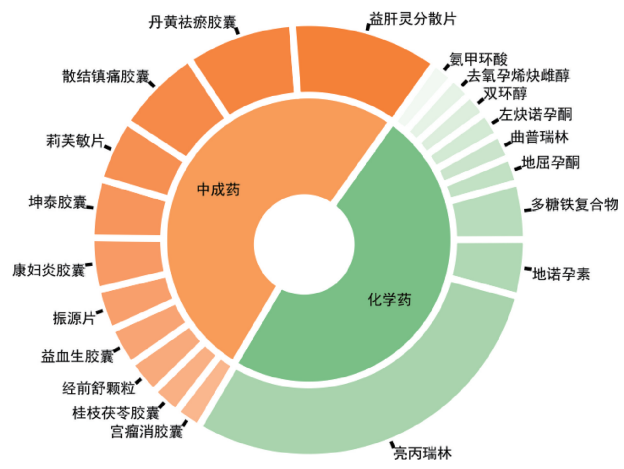 益肝灵分散片
丹黄祛瘀胶囊
散结镇痛胶囊
莉芙敏片
坤泰胶囊
康妇炎胶囊
振源片
益血生胶囊
经前舒颗粒
桂枝茯苓胶囊
宫瘤消胶囊
中成药
氨甲环酸
去氧孕烯炔雌醇
双环醇
左炔诺孕酮
曲普瑞林
地屈孕酮
多糖铁复合物
地诺孕素
亮丙瑞林
化学药